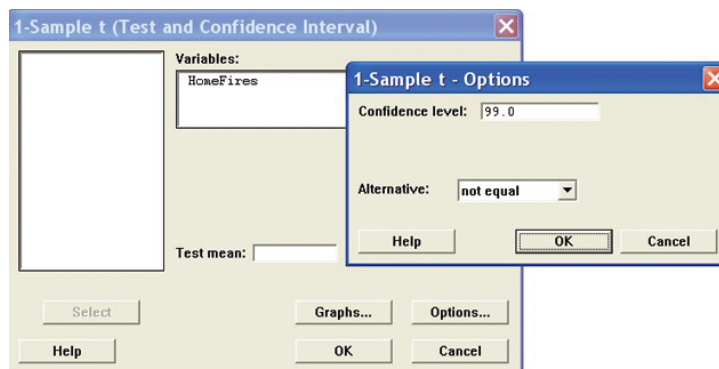 1-Sample t (Test and Confidence Interval)
Variables:
HomeFires
Test mean:
Select
Graphs...
Options...
Help
OK
Cancel
1-Sample t - Options
Confidence level: 99.0
Alternative: not equal
Help
OK
Cancel